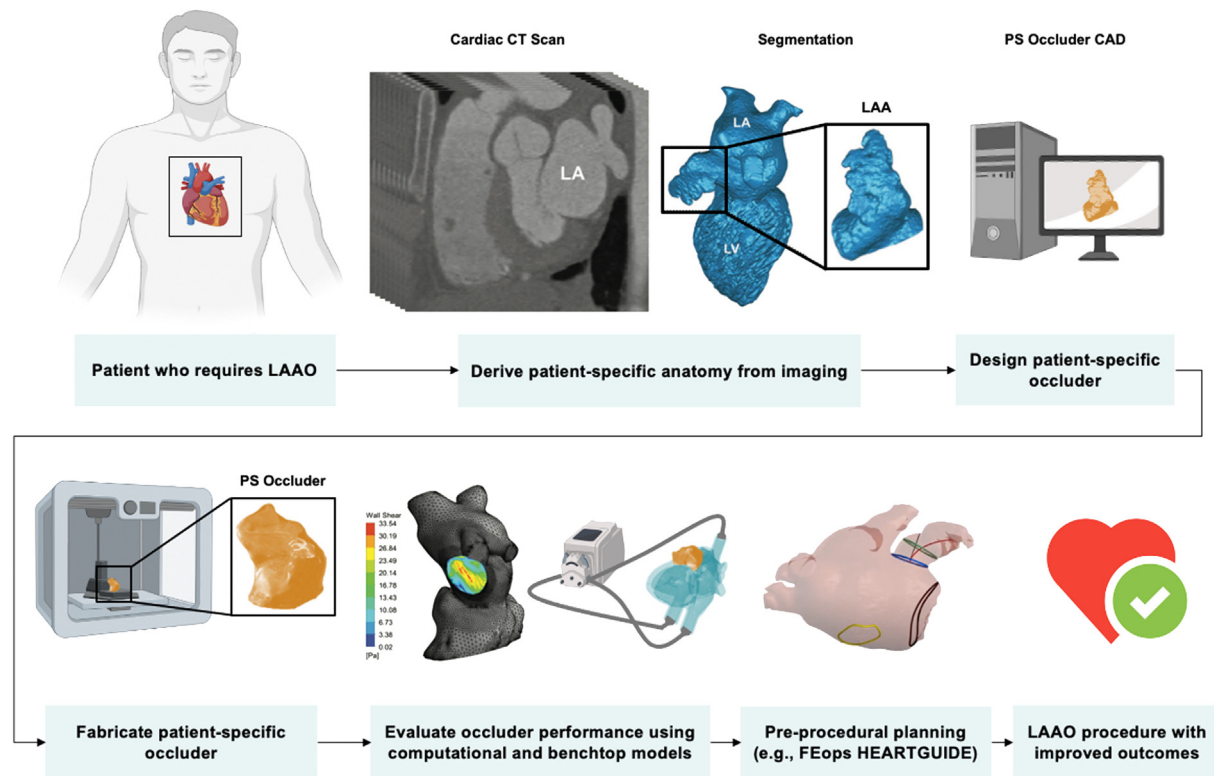 Cardiac CT Scan
Segmentation
PS Occluder CAD
LA
LA
LV
LAA
Patient who requires LAAO
Derive patient-specific anatomy from imaging
Design patient-specific
occluder
PS Occluder
Wall Shear
33.54
30.19
26.84
23.49
20.14
16.78
13.43
10.08
6.73
3.38
0.02
[Pa]
Fabricate patient-specific
occluder
Evaluate occluder performance using
computational and benchtop models
Pre-procedural planning
(e.g., FEops HEARTGUIDE)
LAAO procedure with
improved outcomes